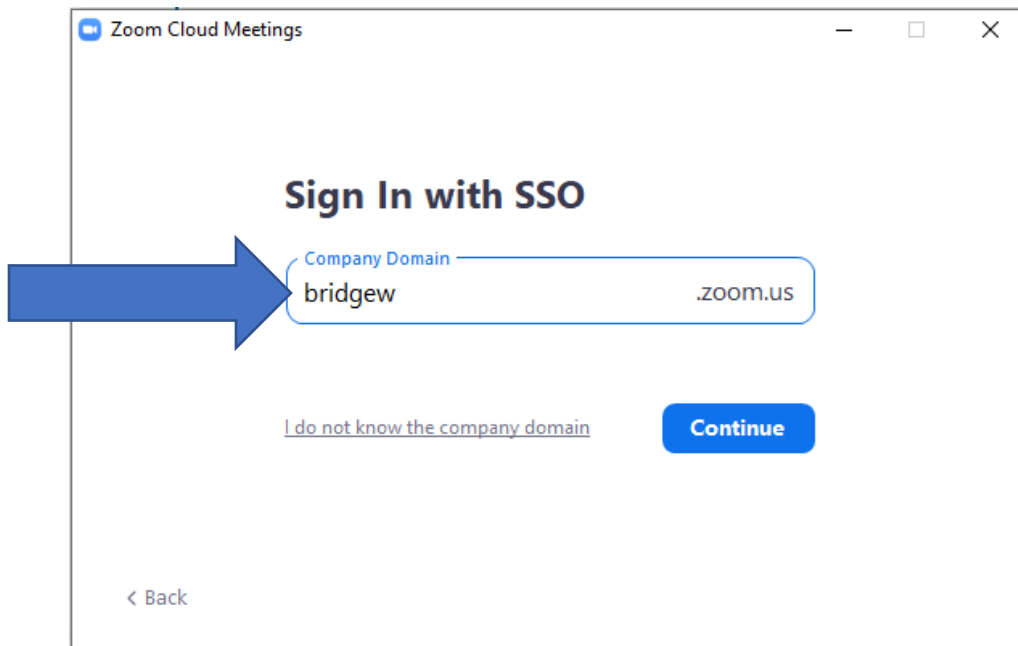 Zoom Cloud Meetings
Sign In with SSO
Company Domain
bridgew .zoom.us
I do not know the company domain Continue
< Back